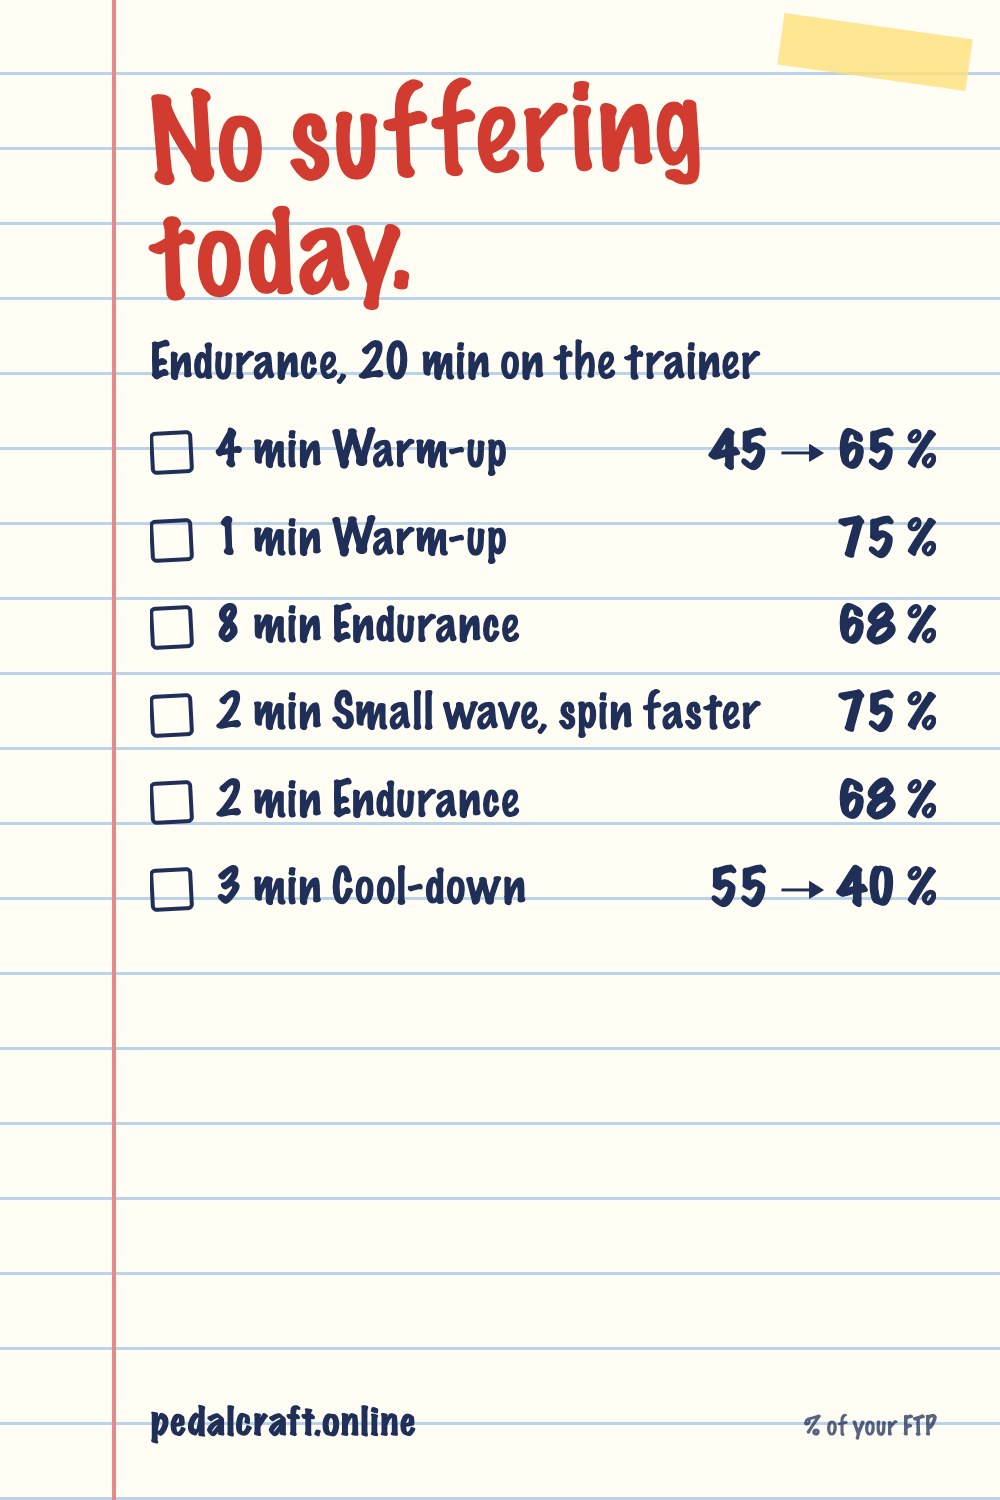 No suffering
today.
Endurance, 20 min on the trainer
4 min Warm-up 45 → 65 %
1 min Warm-up 75 %
8 min Endurance 68 %
2 min Small wave, spin faster 75 %
2 min Endurance 68 %
3 min Cool-down 55 → 40 %
pedalcraft.online % of your FTP